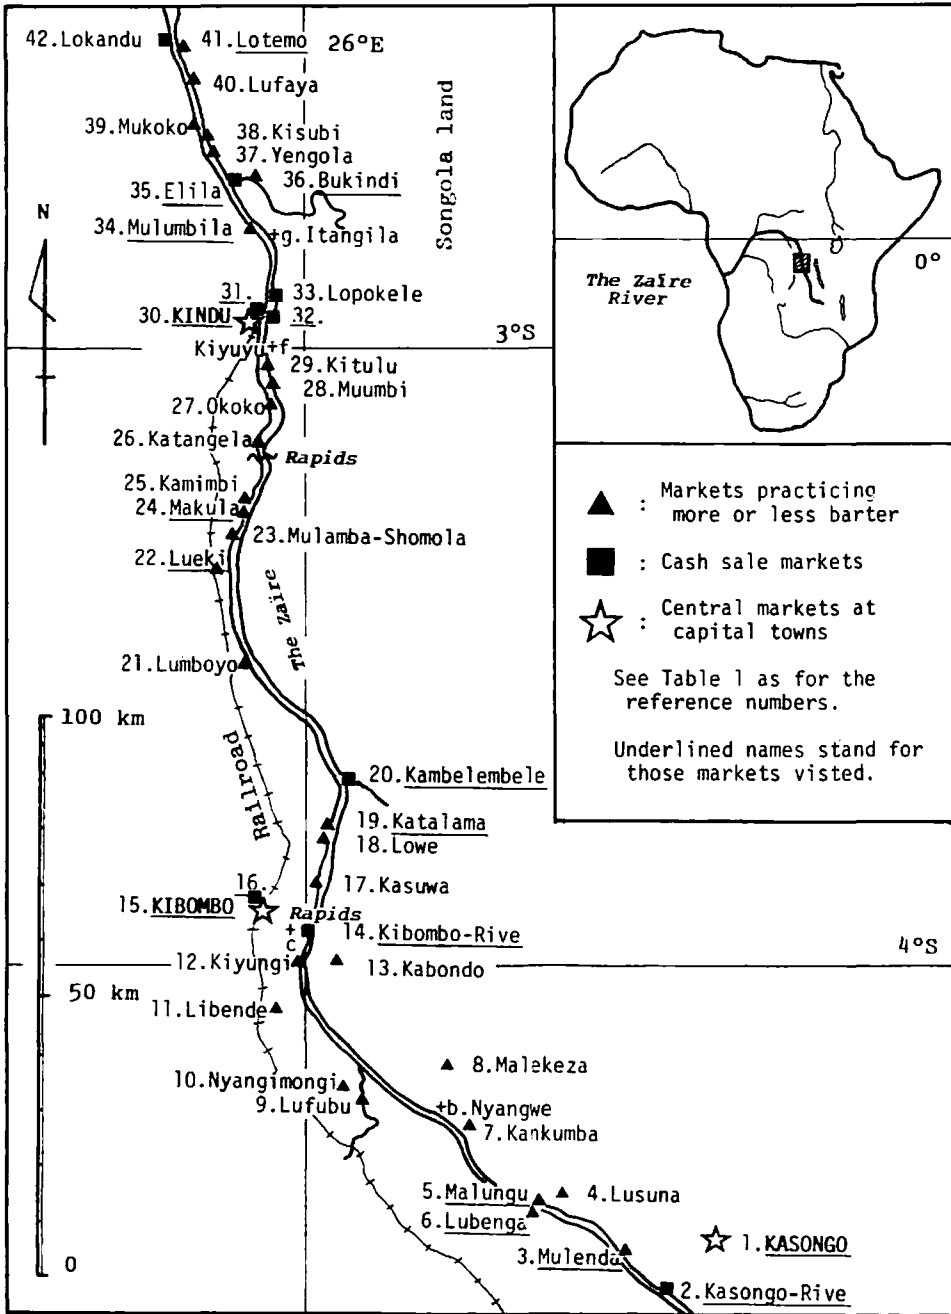 42.Lokandu
41.Lotemo
26°E
40.Lufaya
39.Mukoko
38.Kisubi
37.Yengola
36.Bukindi
35.Elila
34.Mulumbila
g.Itangila
Songola land
N
31.
33.Lopokele
30.KINDU
32.
3°S
Kiyuyu+f
29.Kitulu
28.Muumbi
27.Okoko
26.Katangela
Rapids
25.Kamimbi
24.Makula
23.Mulamba-Shomola
22.Lueki
The Zaïre
21.Lumboyo
100 km
Railroad
20.Kambelembele
19.Katalama
18.Lowe
17.Kasuwa
16.
15.KIBOMBO
Rapids
+
c
14.Kibombo-Rive
4°S
12.Kiyungi
13.Kabondo
50 km
11.Libende
8.Malekeza
10.Nyangimongi
9.Lufubu
+b.Nyangwe
7.Kankumba
5.Malungu
4.Lusuna
6.Lubenga
3.Mulenda
1.KASONGO
0
2.Kasongo-Rive
0°
The Zaïre
River
: Markets practicing
more or less barter
: Cash sale markets
: Central markets at
capital towns
See Table 1 as for the
reference numbers.
Underlined names stand for
those markets visted.